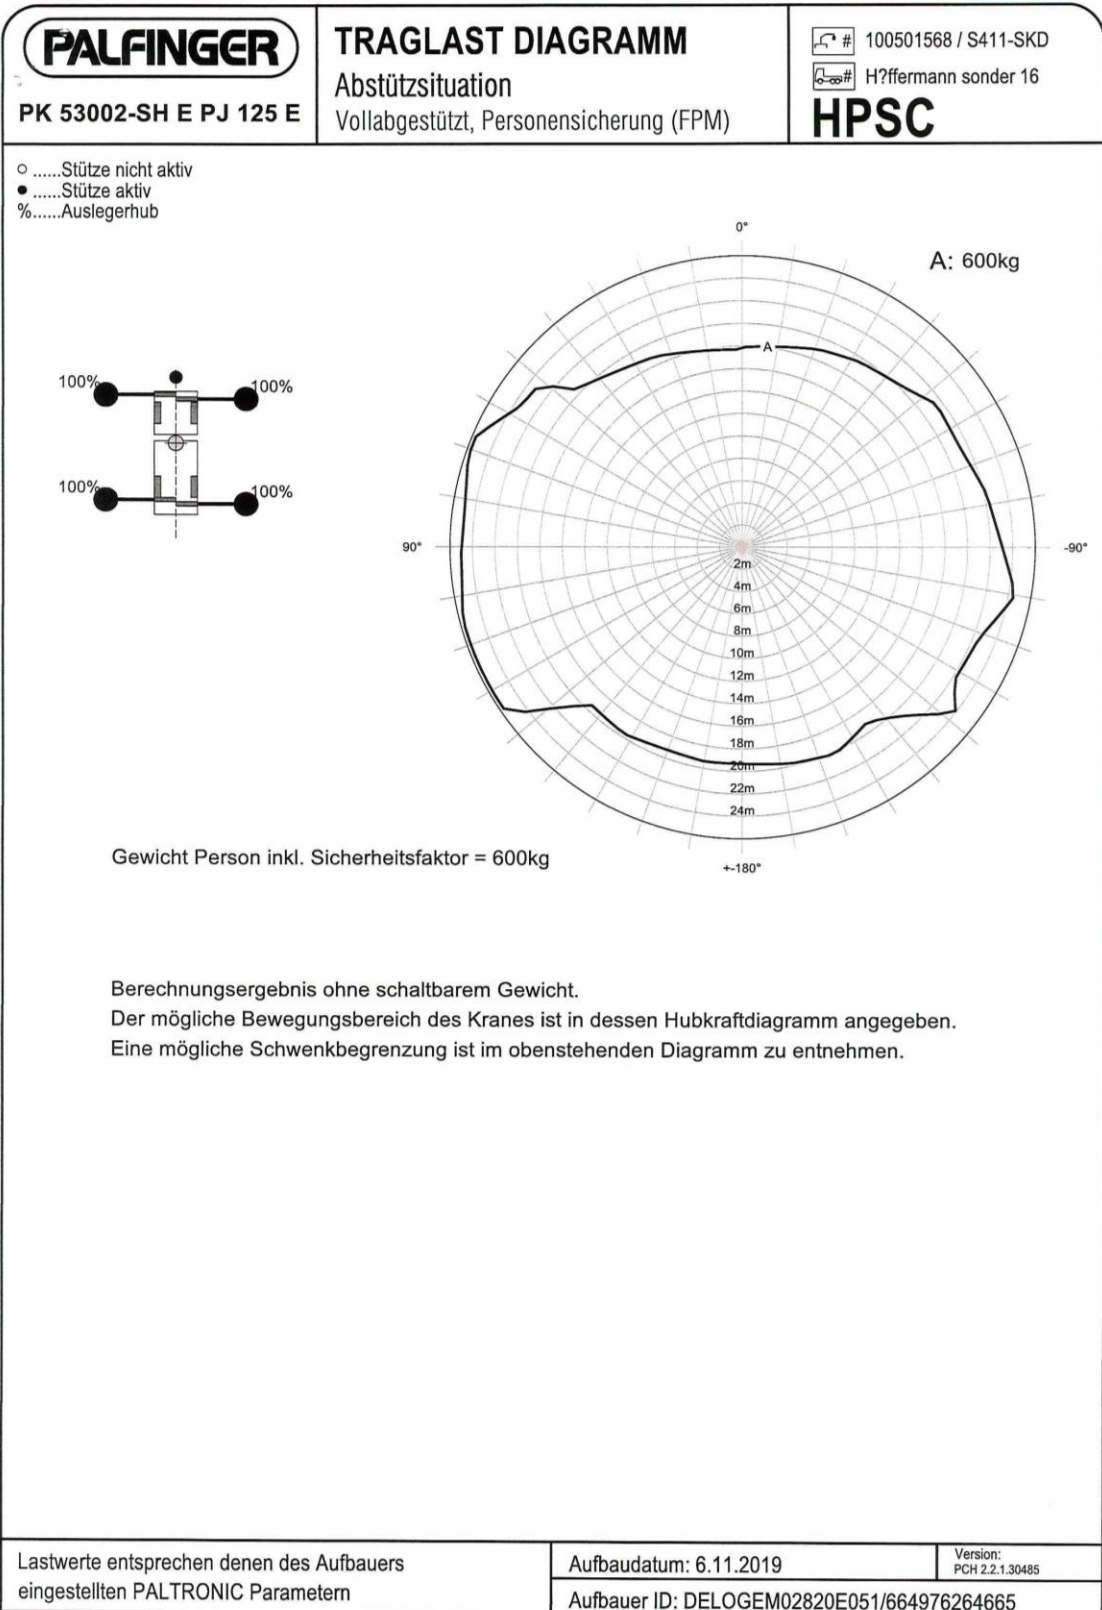 PALFINGER
PK 53002-SH E PJ 125 E
TRAGLAST DIAGRAMM
Abstützsituation
Vollabgestützt, Personensicherung (FPM)
# 100501568 / S411-SKD
# H?ffermann sonder 16
HPSC
○ ......Stütze nicht aktiv
● ......Stütze aktiv
%......Auslegerhub
0°
A: 600kg
A
100%
100%
100%
100%
90°
-90°
2m
4m
6m
8m
10m
12m
14m
16m
18m
20m
22m
24m
+-180°
Gewicht Person inkl. Sicherheitsfaktor = 600kg
Berechnungsergebnis ohne schaltbarem Gewicht.
Der mögliche Bewegungsbereich des Kranes ist in dessen Hubkraftdiagramm angegeben.
Eine mögliche Schwenkbegrenzung ist im obenstehenden Diagramm zu entnehmen.
Lastwerte entsprechen denen des Aufbauers
eingestellten PALTRONIC Parametern
Aufbaudatum: 6.11.2019
Version:
PCH 2.2.1.30485
Aufbauer ID: DELOGEM02820E051/664976264665